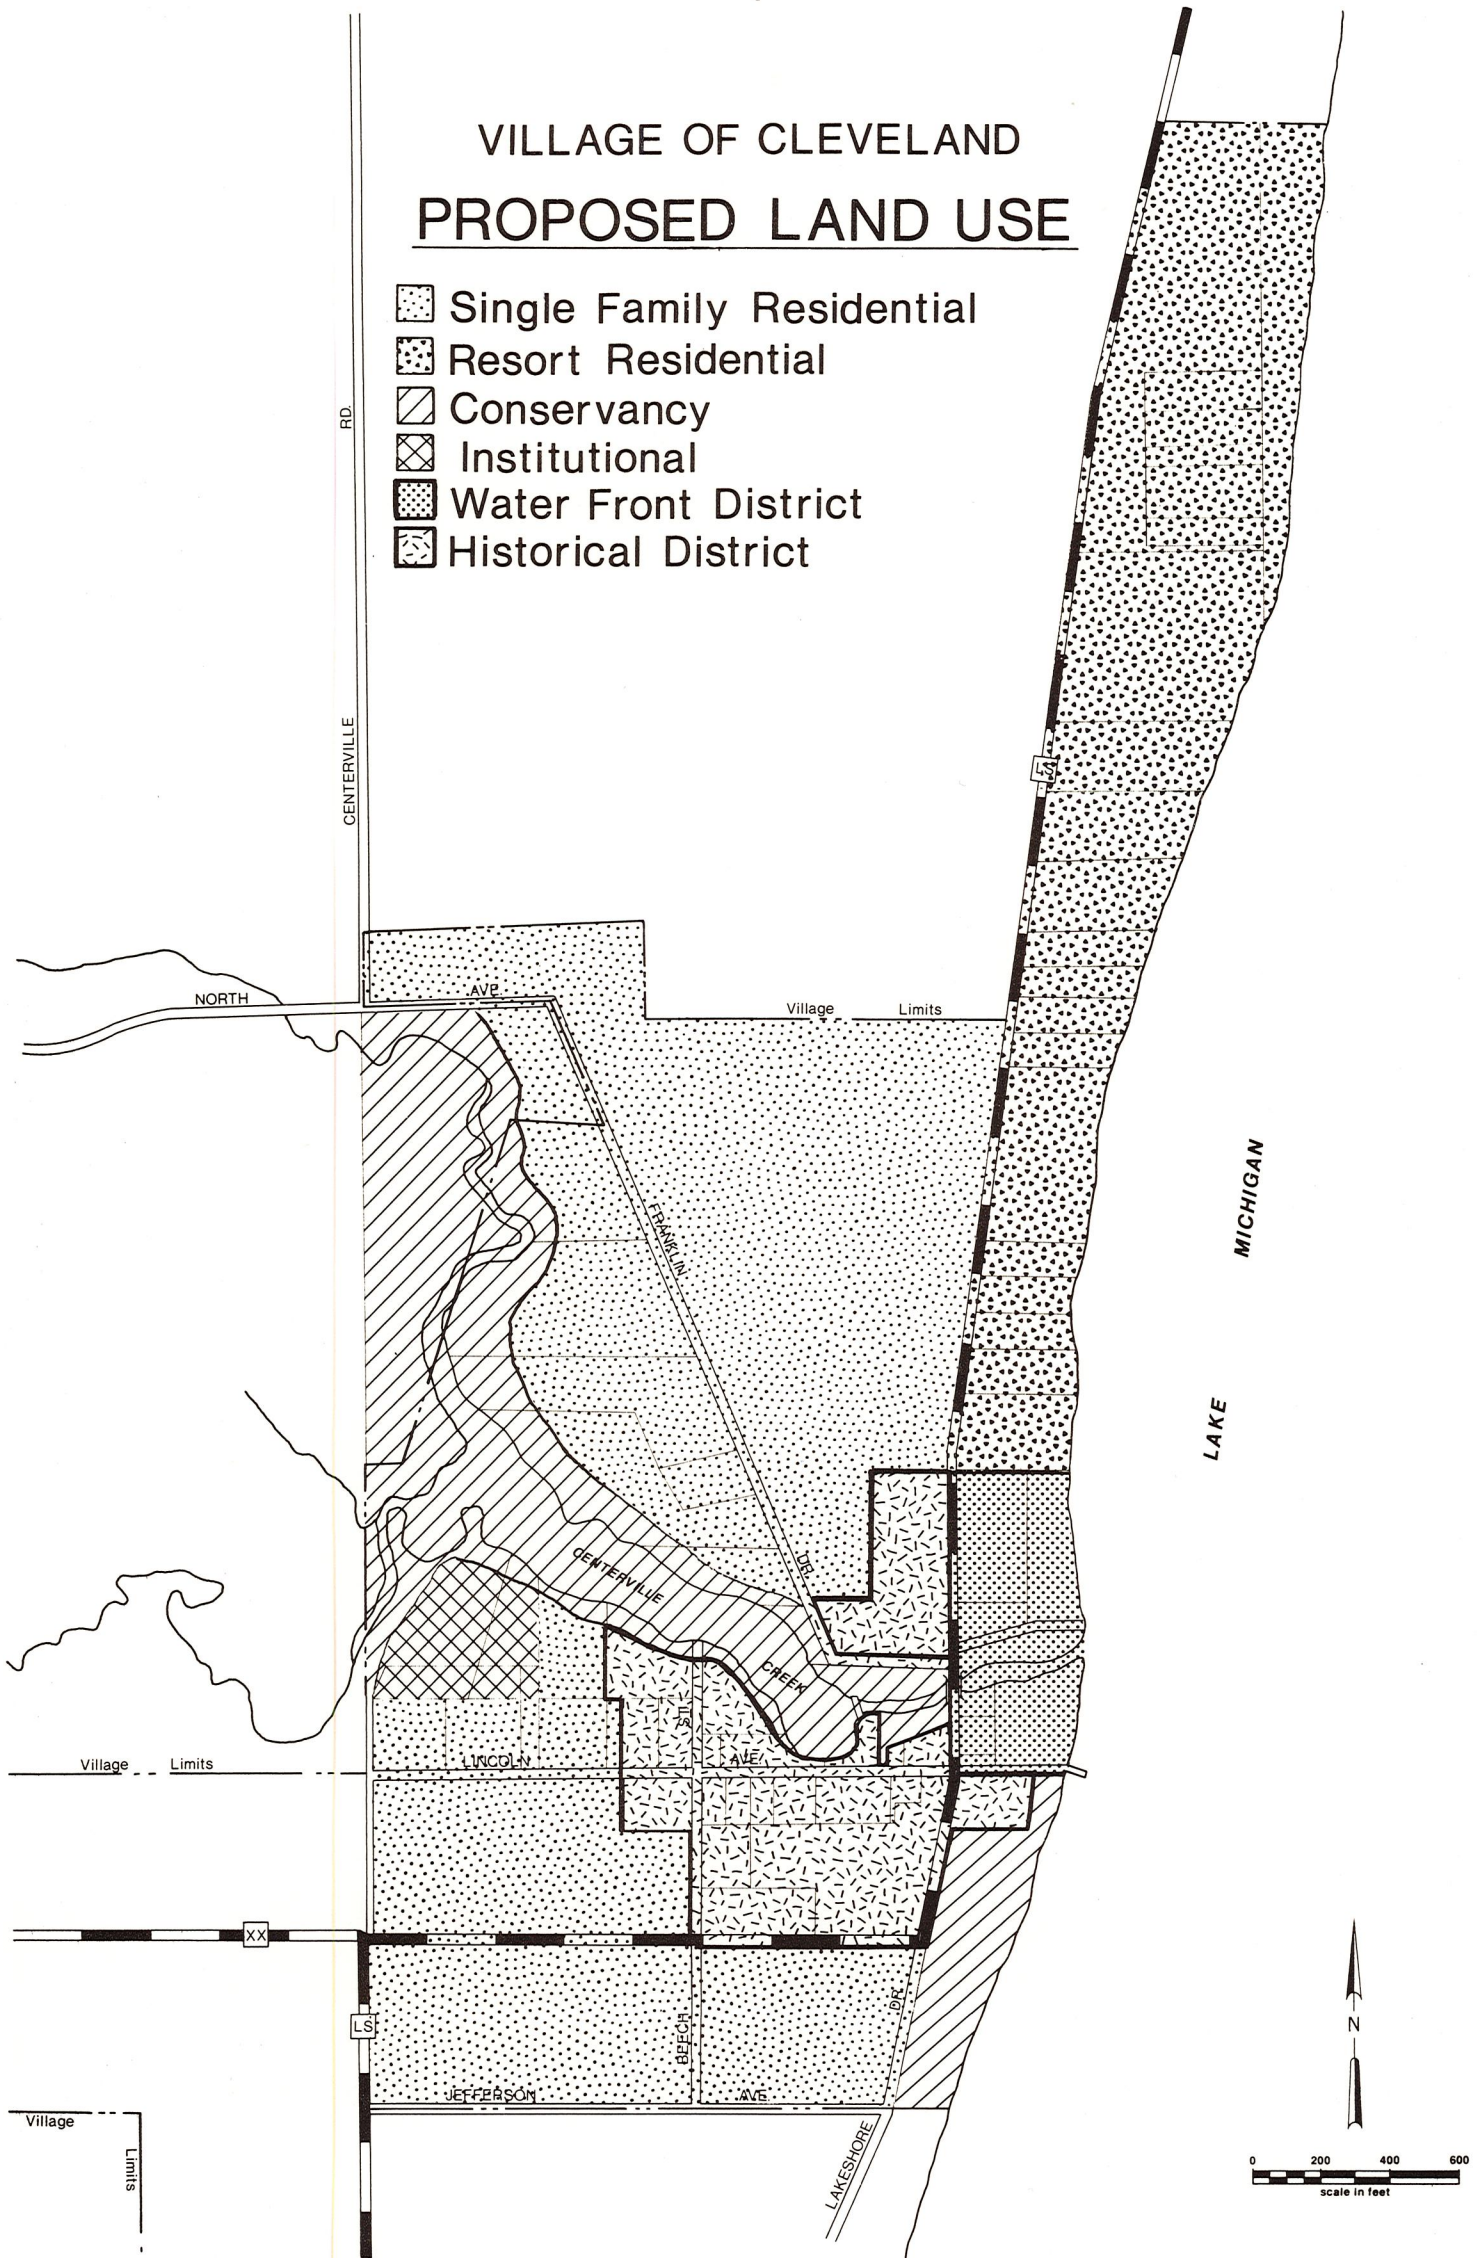 VILLAGE OF CLEVELAND
PROPOSED LAND USE
Single Family Residential
Resort Residential
Conservancy
Institutional
Water Front District
Historical District
RD.
CENTERVILLE
LS
NORTH
AVE.
Village Limits
FRANKLIN
DR.
MICHIGAN
LAKE
CENTERVILLE
CREEK
ST.
LINCOLN
AVE.
Village Limits
XX
LS
BEECH
DR.
JEFFERSON
AVE.
LAKESHORE
Village
Limits
N
0 200 400 600
scale in feet